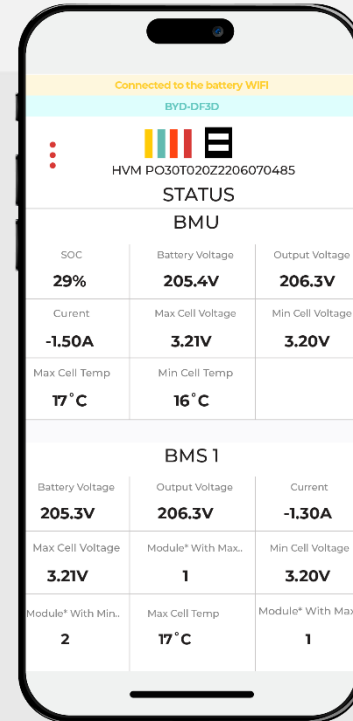 Connected to the battery WIFI
BYD-DF3D
HVM PO30T020Z2206070485
STATUS
BMU
SOC Battery Voltage Output Voltage
29% 205.4V 206.3V
Curent Max Cell Voltage Min Cell Voltage
-1.50A 3.21V 3.20V
Max Cell Temp Min Cell Temp
17°C 16°C
BMS 1
Battery Voltage Output Voltage Current
205.3V 206.3V -1.30A
Max Cell Voltage Module* With Max.. Min Cell Voltage
3.21V 1 3.20V
Module* With Min.. Max Cell Temp Module* With Max
2 17°C 1